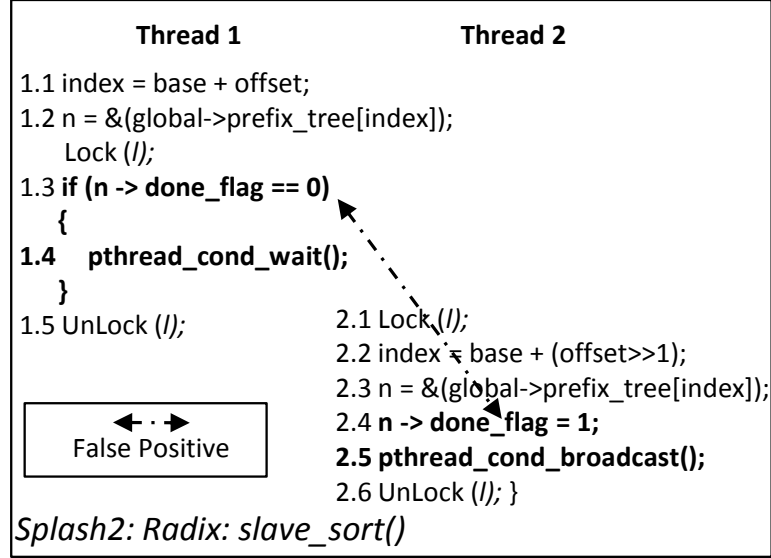 Thread 1
Thread 2
1.1 index = base + offset;
1.2 n = &(global->prefix_tree[index]);
Lock (l);
1.3 if (n -> done_flag == 0)
{
1.4 pthread_cond_wait();
}
1.5 UnLock (l);
2.1 Lock (l);
2.2 index = base + (offset>>1);
2.3 n = &(global->prefix_tree[index]);
2.4 n -> done_flag = 1;
2.5 pthread_cond_broadcast();
2.6 UnLock (l); }
False Positive
Splash2: Radix: slave_sort()